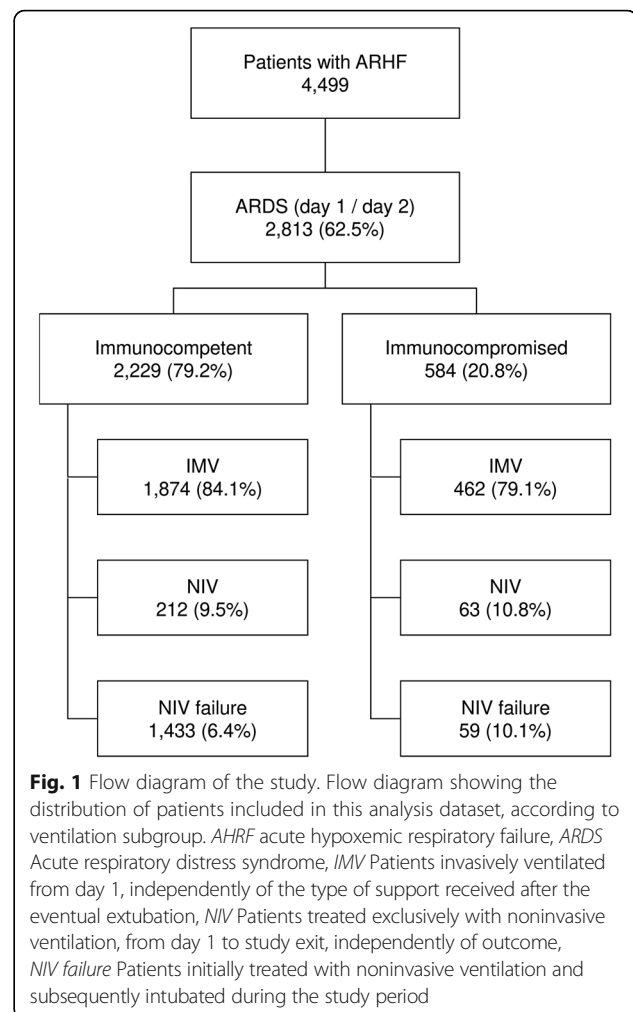 Patients with ARHF
4,499
ARDS (day 1 / day 2)
2,813 (62.5%)
Immunocompetent
2,229 (79.2%)
IMV
1,874 (84.1%)
NIV
212 (9.5%)
NIV failure
1,433 (6.4%)
Immunocompromised
584 (20.8%)
IMV
462 (79.1%)
NIV
63 (10.8%)
NIV failure
59 (10.1%)
Fig. 1 Flow diagram of the study. Flow diagram showing the
distribution of patients included in this analysis dataset, according to
ventilation subgroup. AHRF acute hypoxemic respiratory failure, ARDS
Acute respiratory distress syndrome, IMV Patients invasively ventilated
from day 1, independently of the type of support received after the
eventual extubation, NIV Patients treated exclusively with noninvasive
ventilation, from day 1 to study exit, independently of outcome,
NIV failure Patients initially treated with noninvasive ventilation and
subsequently intubated during the study period